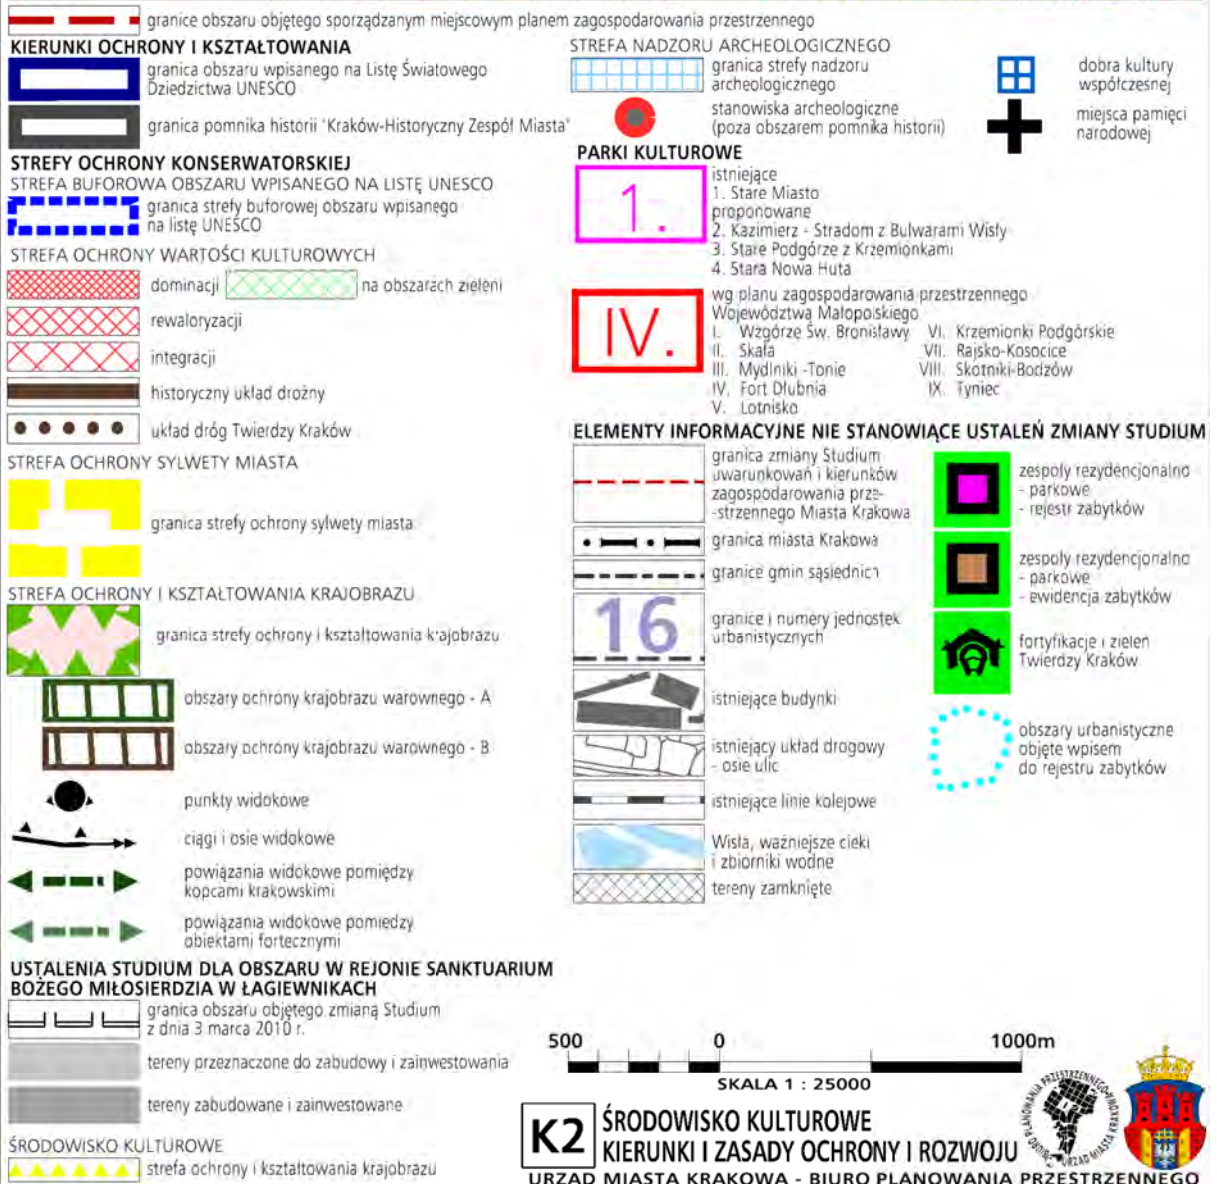 granice obszaru objętego sporządzanym miejscowym planem zagospodarowania przestrzennego
KIERUNKI OCHRONY I KSZTAŁTOWANIA
granica obszaru wpisanego na Listę Światowego
Dziedzictwa UNESCO
granica pomnika historii "Kraków-Historyczny Zespół Miasta"
STREFY OCHRONY KONSERWATORSKIEJ
STREFA BUFOROWA OBSZARU WPISANEGO NA LISTĘ UNESCO
granica strefy buforowej obszaru wpisanego
na listę UNESCO
STREFA OCHRONY WARTOŚCI KULTUROWYCH
dominacji
na obszarach zieleni
rewaloryzacji
integracji
historyczny układ drożny
układ dróg Twierdzy Kraków
STREFA OCHRONY SYLWETY MIASTA
granica strefy ochrony sylwety miasta
STREFA OCHRONY I KSZTAŁTOWANIA KRAJOBRAZU
granica strefy ochrony i kształtowania krajobrazu
obszary ochrony krajobrazu warownego - A
obszary ochrony krajobrazu warownego - B
punkty widokowe
ciągi i osie widokowe
powiązania widokowe pomiędzy
kopcami krakowskimi
powiązania widokowe pomiedzy
obiektami fortecznymi
USTALENIA STUDIUM DLA OBSZARU W REJONIE SANKTUARIUM
BOŻEGO MIŁOSIERDZIA W ŁAGIEWNIKACH
granica obszaru objętego zmianą Studium
z dnia 3 marca 2010 r.
tereny przeznaczone do zabudowy i zainwestowania
tereny zabudowane i zainwestowane
ŚRODOWISKO KULTUROWE
strefa ochrony i kształtowania krajobrazu
STREFA NADZORU ARCHEOLOGICZNEGO
granica strefy nadzoru
archeologicznego
stanowiska archeologiczne
(poza obszarem pomnika historii)
dobra kultury
współczesnej
miejsca pamięci
narodowej
PARKI KULTUROWE
1.
istniejące
1. Stare Miasto
proponowane
2. Kazimierz - Stradom z Bulwarami Wisły
3. Stare Podgórze z Krzemionkami
4. Stara Nowa Huta
IV.
wg planu zagospodarowania przestrzennego
Województwa Małopolskiego
I. Wzgórze Św. Bronisławy VI. Krzemionki Podgórskie
II. Skała VII. Rajsko-Kosocice
III. Mydlniki -Tonie VIII. Skotniki-Bodzów
IV. Fort Dłubnia IX. Tyniec
V. Lotnisko
ELEMENTY INFORMACYJNE NIE STANOWIĄCE USTALEŃ ZMIANY STUDIUM
granica zmiany Studium
uwarunkowań i kierunków
zagospodarowania prze-
-strzennego Miasta Krakowa
granica miasta Krakowa
granice gmin sąsiednich
16
granice i numery jednostek
urbanistycznych
istniejące budynki
istniejący układ drogowy
- osie ulic
istniejące linie kolejowe
Wisła, ważniejsze cieki
i zbiorniki wodne
tereny zamknięte
zespoły rezydencjonalno
- parkowe
- rejestr zabytków
zespoły rezydencjonalno
- parkowe
- ewidencja zabytków
fortyfikacje i zieleń
Twierdzy Kraków
obszary urbanistyczne
objęte wpisem
do rejestru zabytków
500 0 1000m
SKALA 1 : 25000
K2
ŚRODOWISKO KULTUROWE
KIERUNKI I ZASADY OCHRONY I ROZWOJU
BIURO PLANOWANIA PRZESTRZENNEGO URZĄD MIASTA KRAKOWA
URZĄD MIASTA KRAKOWA - BIURO PLANOWANIA PRZESTRZENNEGO